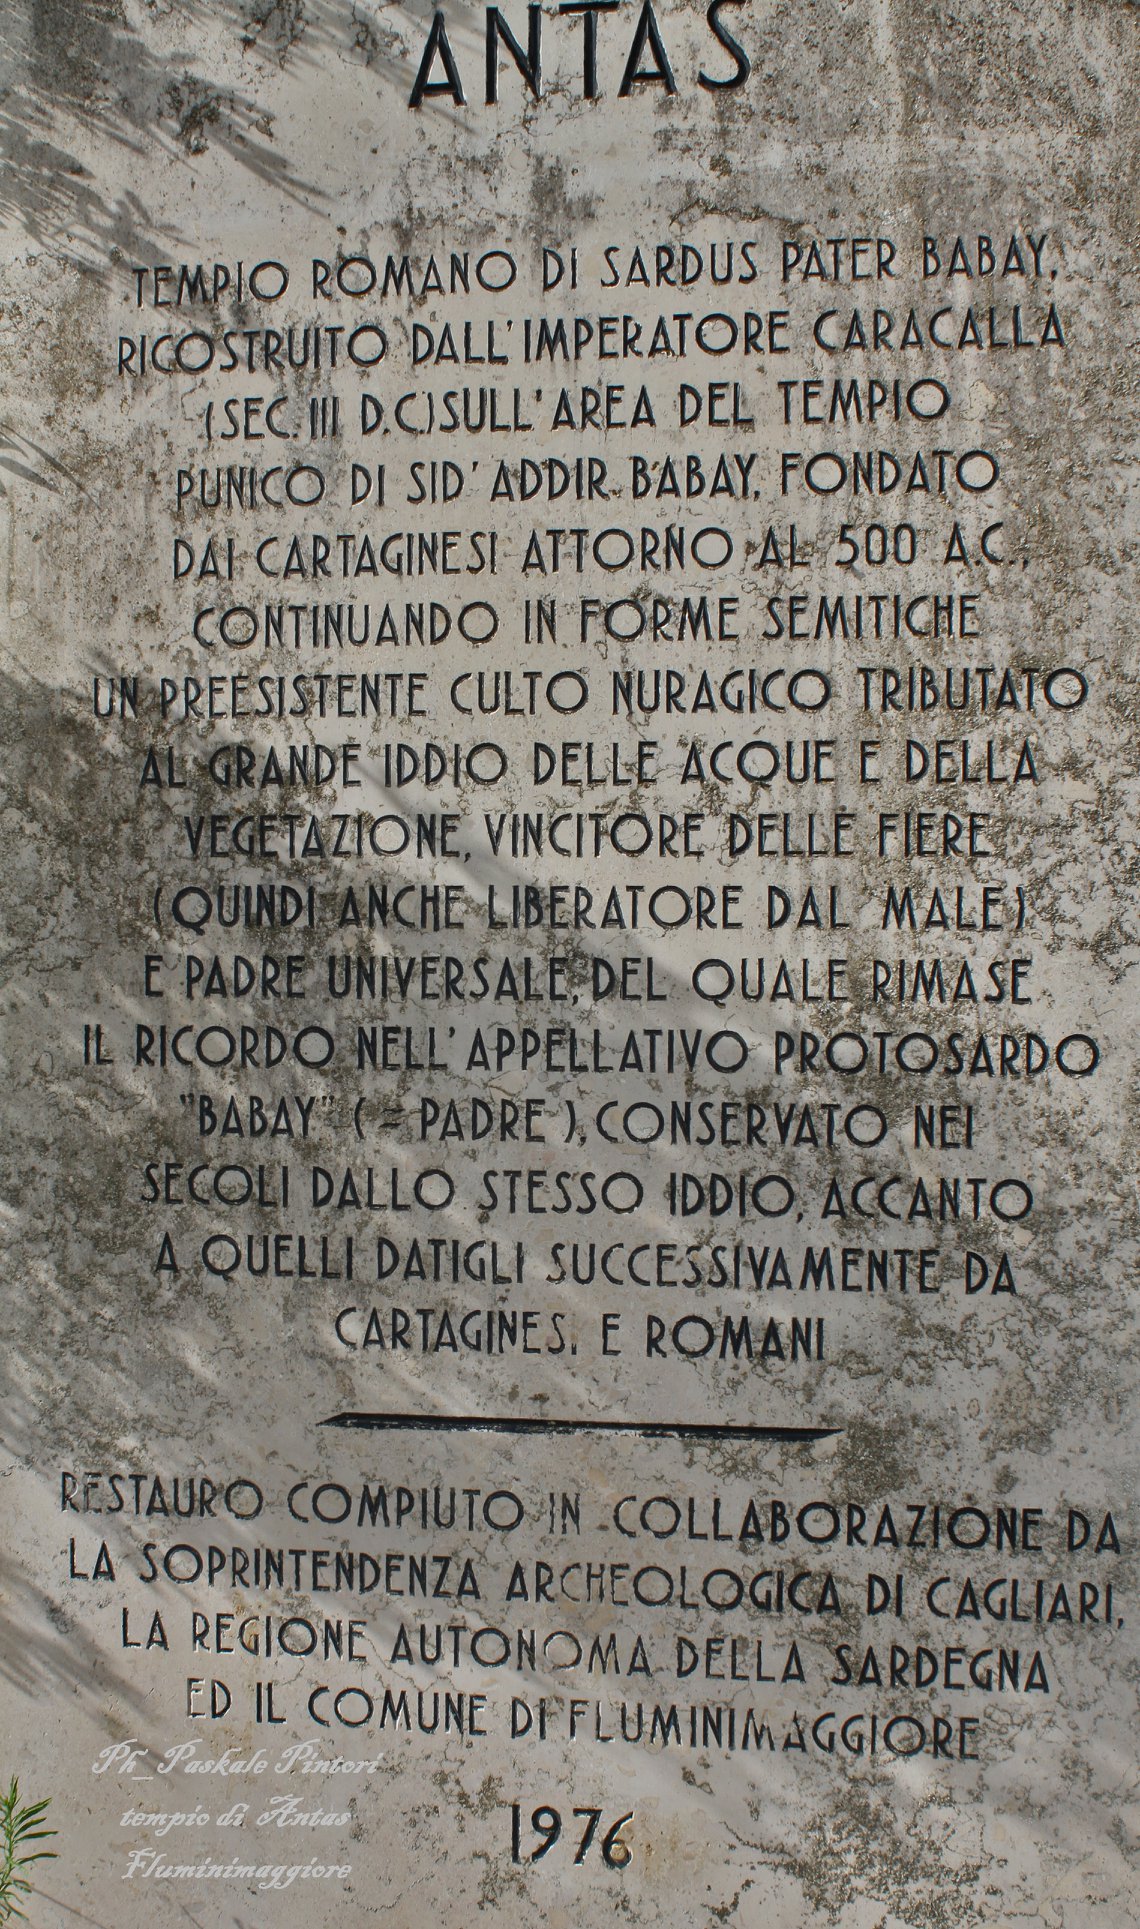 ANTAS
TEMPIO ROMANO DI SARDUS PATER BABAY,
RICOSTRUITO DALL'IMPERATORE CARACALLA
(SEC. III D.C.) SULL'AREA DEL TEMPIO
PUNICO DI SID' ADDIR BABAY, FONDATO
DAI CARTAGINESI ATTORNO AL 500 A.C.,
CONTINUANDO IN FORME SEMITICHE
UN PREESISTENTE CULTO NURAGICO TRIBUTATO
AL GRANDE IDDIO DELLE ACQUE E DELLA
VEGETAZIONE, VINCITORE DELLE FIERE
(QUINDI ANCHE LIBERATORE DAL MALE)
E PADRE UNIVERSALE, DEL QUALE RIMASE
IL RICORDO NELL'APPELLATIVO PROTOSARDO
"BABAY" ( = PADRE ), CONSERVATO NEI
SECOLI DALLO STESSO IDDIO, ACCANTO
A QUELLI DATIGLI SUCCESSIVAMENTE DA
CARTAGINESI E ROMANI
RESTAURO COMPIUTO IN COLLABORAZIONE DA
LA SOPRINTENDENZA ARCHEOLOGICA DI CAGLIARI,
LA REGIONE AUTONOMA DELLA SARDEGNA
ED IL COMUNE DI FLUMINIMAGGIORE
1976
Ph_Paskale Pintori
tempio di Antas
Fluminimaggiore